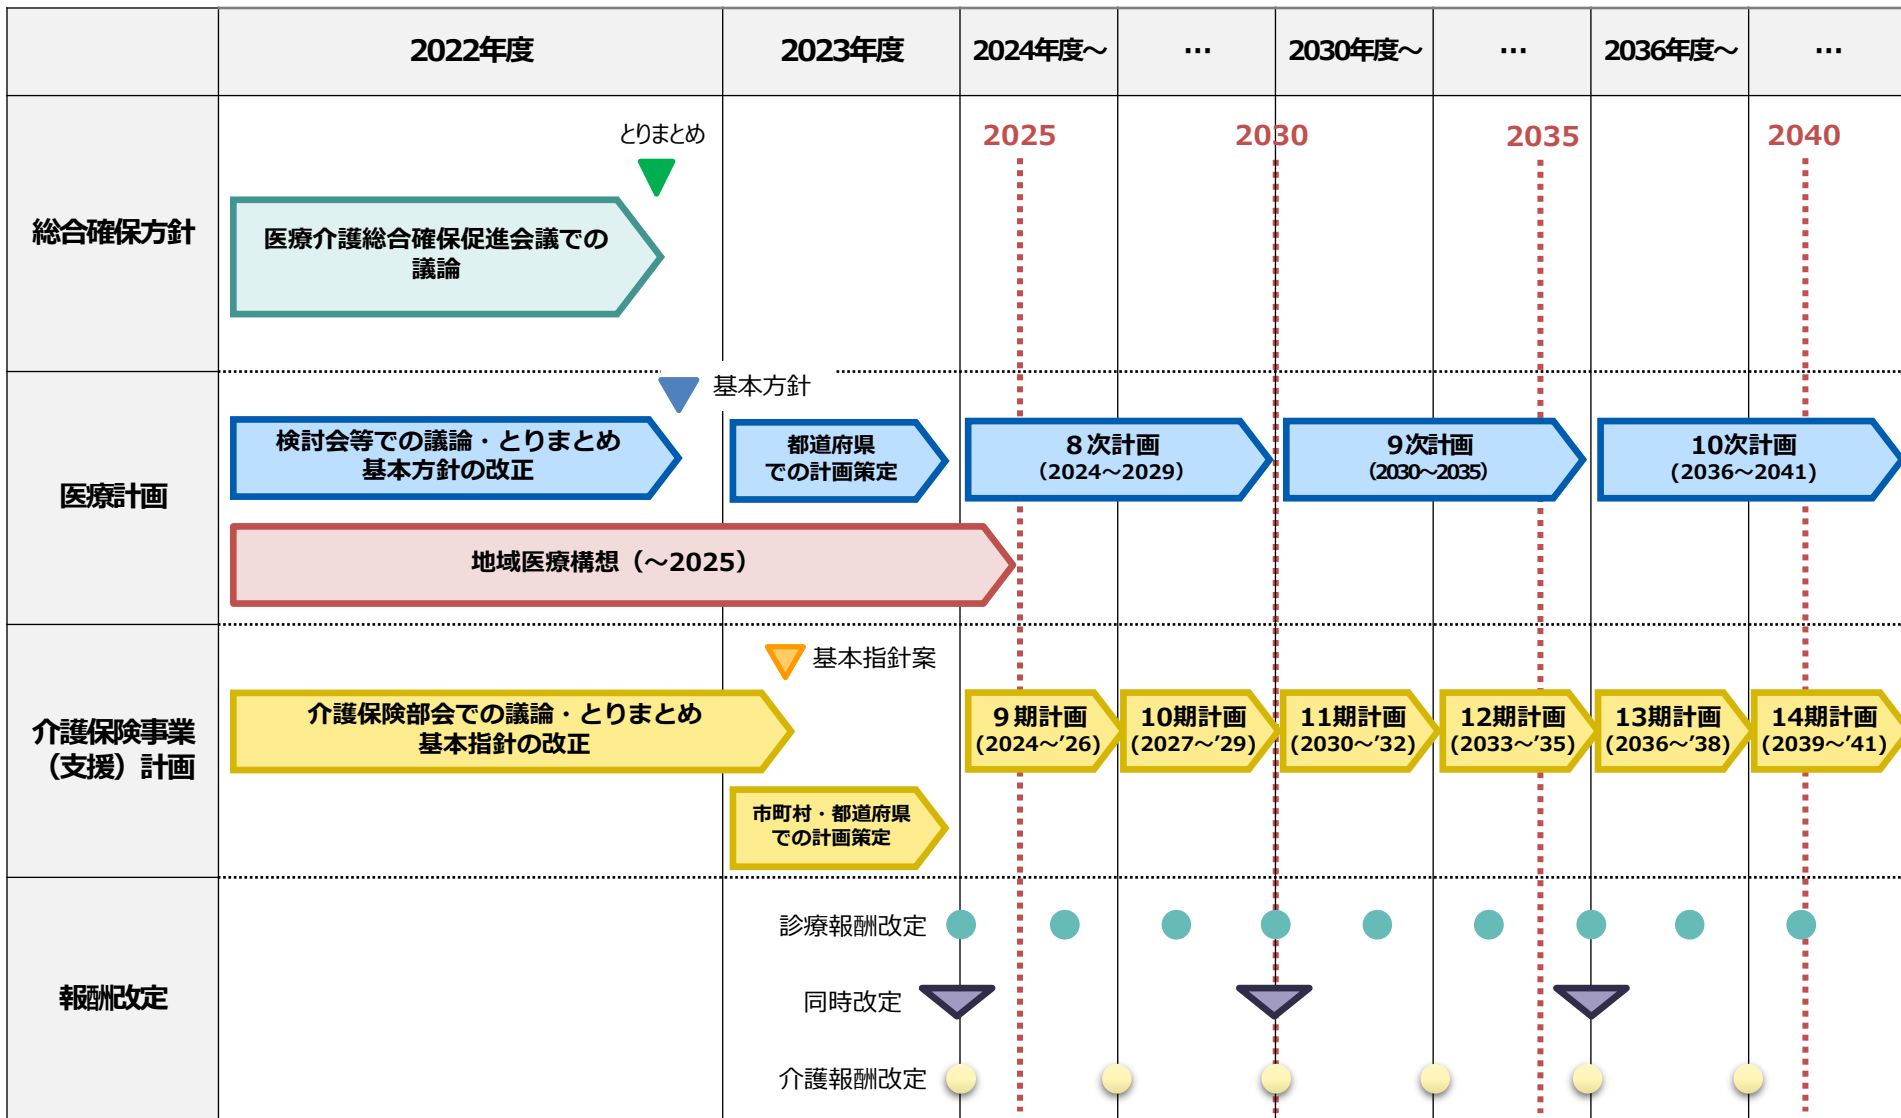 2022年度
2023年度
2024年度～
…
2030年度～
…
2036年度～
…
総合確保方針
とりまとめ
医療介護総合確保促進会議での
議論
2025
2030
2035
2040
医療計画
基本方針
検討会等での議論・とりまとめ
基本方針の改正
都道府県
での計画策定
８次計画
（2024～2029）
９次計画
（2030～2035）
10次計画
(2036～2041)
地域医療構想（～2025）
介護保険事業
（支援）計画
基本指針案
介護保険部会での議論・とりまとめ
基本指針の改正
市町村・都道府県
での計画策定
９期計画
(2024～’26)
10期計画
(2027～’29)
11期計画
(2030～’32)
12期計画
(2033～’35)
13期計画
(2036～’38)
14期計画
(2039～’41)
報酬改定
診療報酬改定
同時改定
介護報酬改定